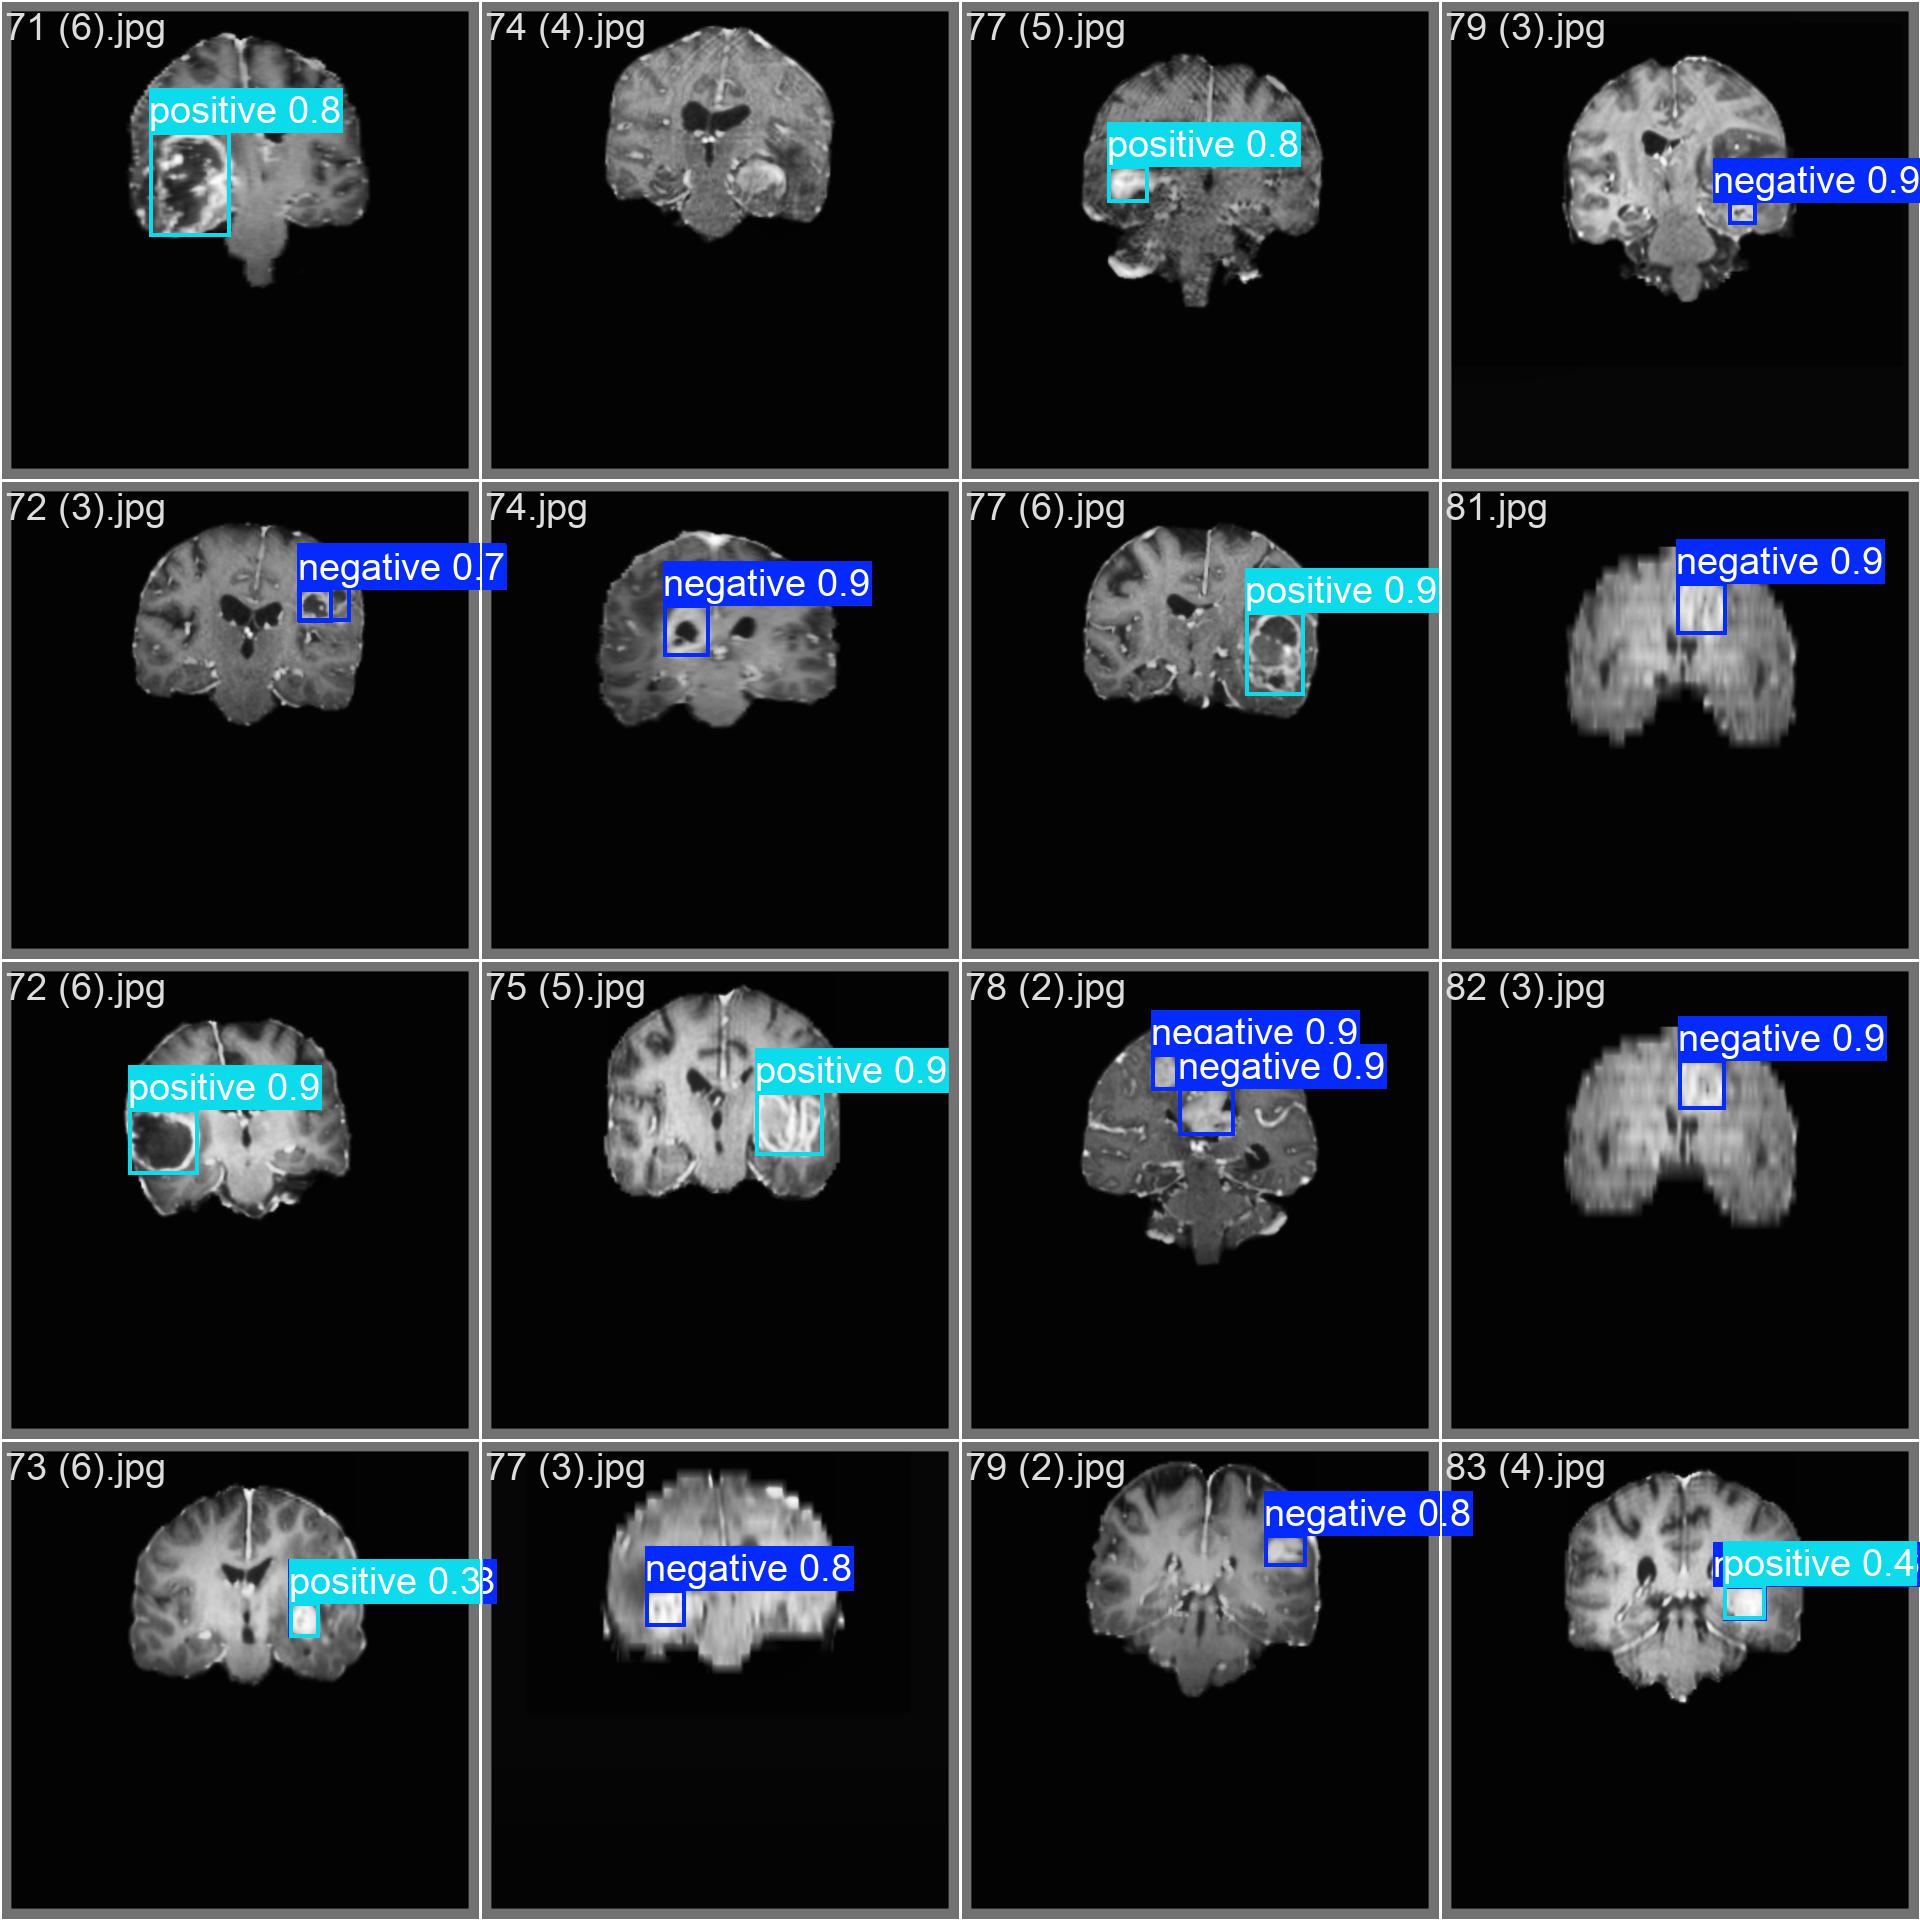 71 (6).jpg
positive 0.8
74 (4).jpg
77 (5).jpg
positive 0.8
79 (3).jpg
negative 0.9
72 (3).jpg
negative 0.7
74.jpg
negative 0.9
77 (6).jpg
positive 0.9
81.jpg
negative 0.9
72 (6).jpg
positive 0.9
75 (5).jpg
positive 0.9
78 (2).jpg
negative 0.9
negative 0.9
82 (3).jpg
negative 0.9
73 (6).jpg
positive 0.3
77 (3).jpg
negative 0.8
79 (2).jpg
negative 0.8
83 (4).jpg
positive 0.4